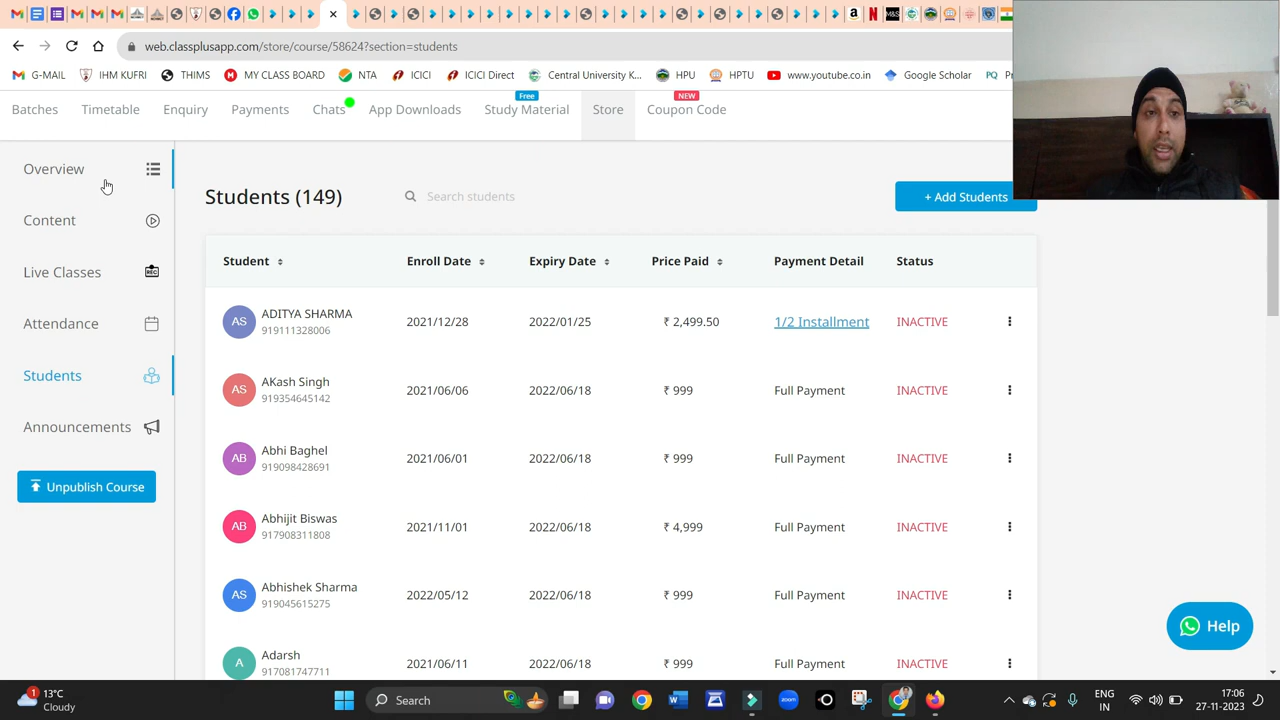 web.classplusapp.com/store/course/58624?section=students
G-MAIL
IHM KUFRI
THIMS
MY CLASS BOARD
NTA
ICICI
ICICI Direct
Central University K...
HPU
HPTU
www.youtube.co.in
Google Scholar
PQ
Batches
Timetable
Enquiry
Payments
Chats
App Downloads
Free
Study Material
Store
NEW
Coupon Code
Overview
Content
Live Classes
REC
Attendance
Students
Announcements
Unpublish Course
Students (149)
Search students
+ Add Students
Student Enroll Date Expiry Date Price Paid Payment Detail Status
AS ADITYA SHARMA 2021/12/28 2022/01/25 ₹ 2,499.50 1/2 Installment INACTIVE
919111328006
AS AKash Singh 2021/06/06 2022/06/18 ₹ 999 Full Payment INACTIVE
919354645142
AB Abhi Baghel 2021/06/01 2022/06/18 ₹ 999 Full Payment INACTIVE
919098428691
AB Abhijit Biswas 2021/11/01 2022/06/18 ₹ 4,999 Full Payment INACTIVE
917908311808
AS Abhishek Sharma 2022/05/12 2022/06/18 ₹ 999 Full Payment INACTIVE
919045615275
A Adarsh 2021/06/11 2022/06/18 ₹ 999 Full Payment INACTIVE
917081747711
Help
1
13°C
Cloudy
Search
zoom
ENG
IN
17:06
27-11-2023